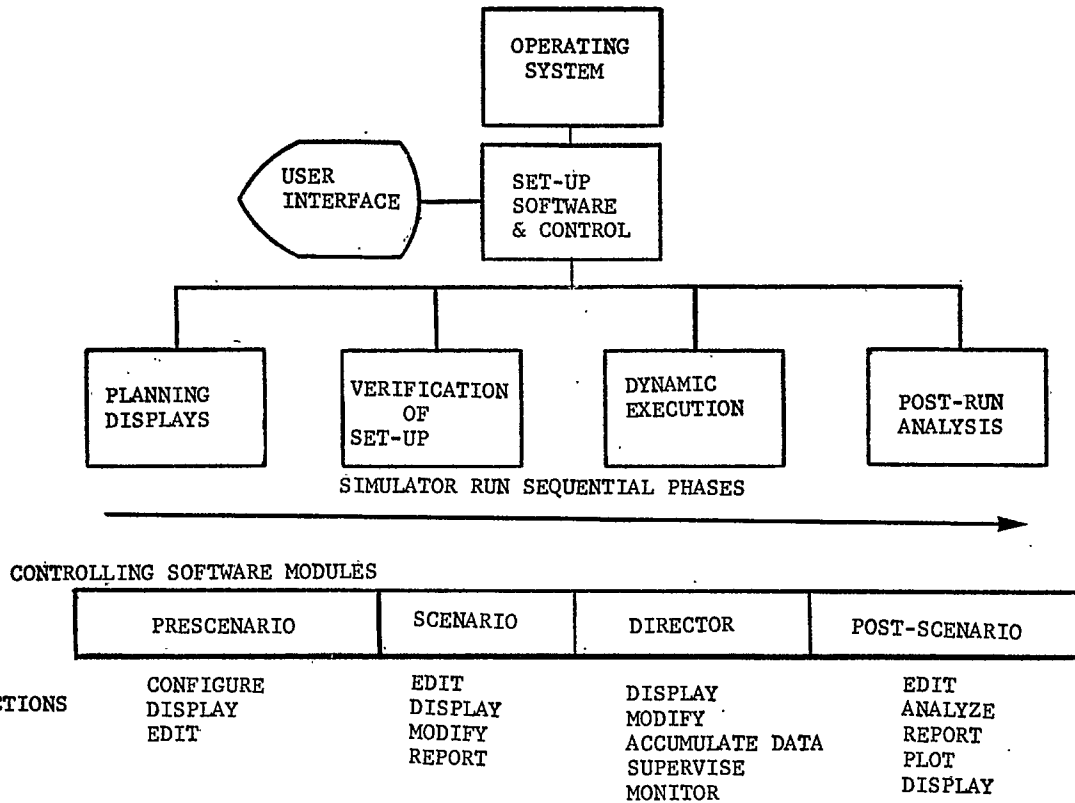 OPERATING
SYSTEM
USER
INTERFACE
SET-UP
SOFTWARE
& CONTROL
PLANNING
DISPLAYS
VERIFICATION
OF
SET-UP
DYNAMIC
EXECUTION
POST-RUN
ANALYSIS
SIMULATOR RUN SEQUENTIAL PHASES
CONTROLLING SOFTWARE MODULES
PRESCENARIO
SCENARIO
DIRECTOR
POST-SCENARIO
CTIONS
CONFIGURE
DISPLAY
EDIT
EDIT
DISPLAY
MODIFY
REPORT
DISPLAY
MODIFY
ACCUMULATE DATA
SUPERVISE
MONITOR
EDIT
ANALYZE
REPORT
PLOT
DISPLAY